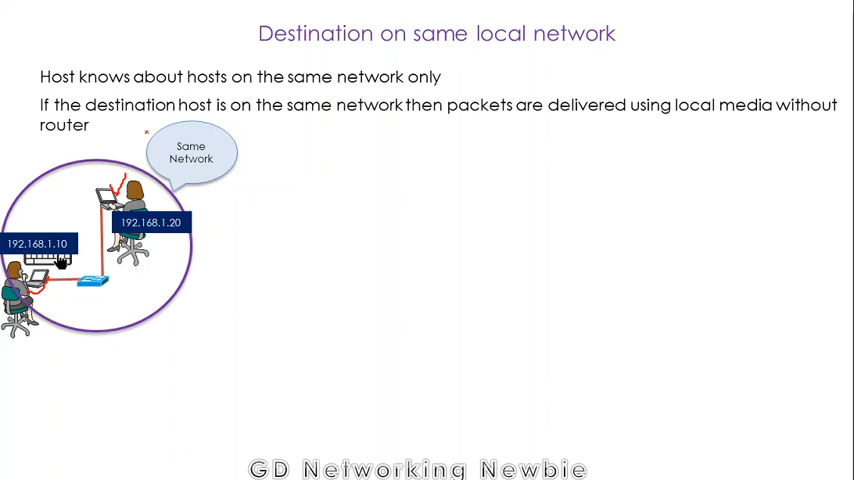 Destination on same local network
Host knows about hosts on the same network only
If the destination host is on the same network then packets are delivered using local media without
router
Same
Network
192.168.1.20
192.168.1.10
GD Networking Newbie